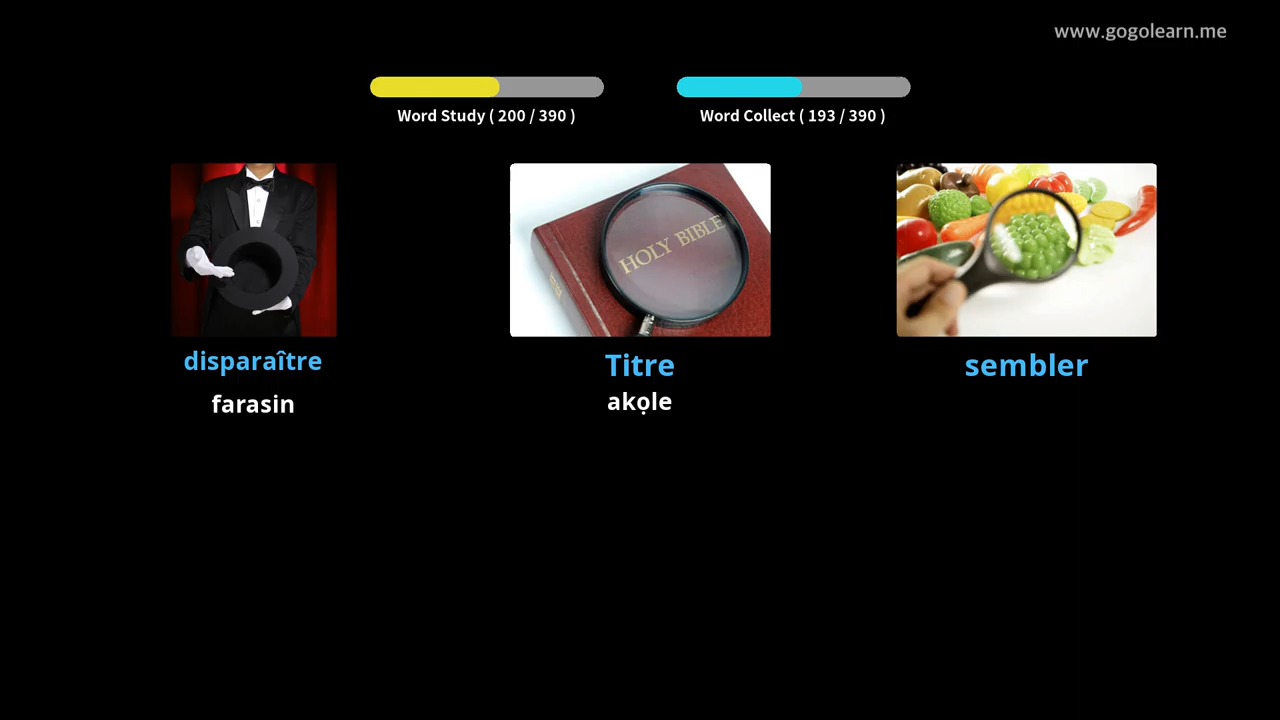 www.gogolearn.me
Word Study ( 200 / 390 )
Word Collect ( 193 / 390 )
HOLY BIBLE
disparaître
Titre
sembler
farasin
akọle